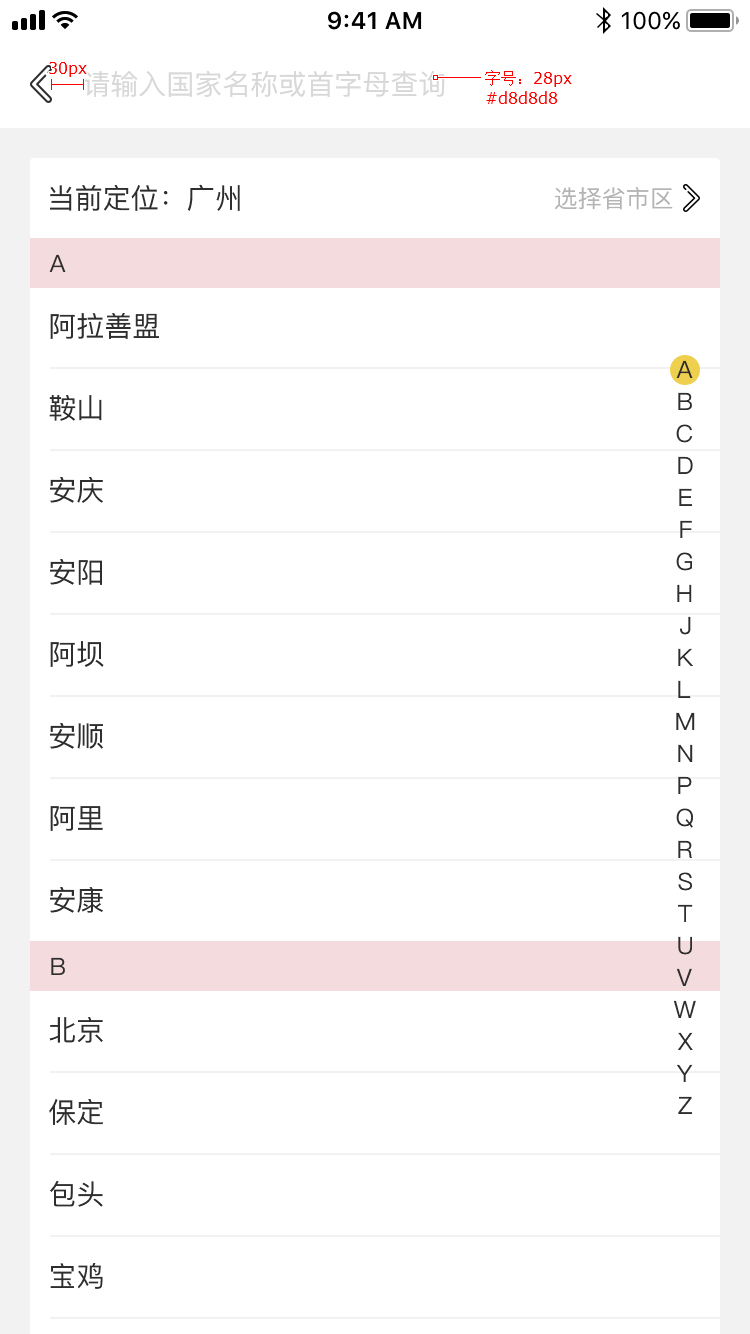 9:41 AM
100%
30px
请输入国家名称或首字母查询
字号：28px
#d8d8d8
当前定位：广州
选择省市区
A
阿拉善盟
鞍山
安庆
安阳
阿坝
安顺
阿里
安康
B
北京
保定
包头
宝鸡
A
B
C
D
E
F
G
H
J
K
L
M
N
P
Q
R
S
T
U
V
W
X
Y
Z